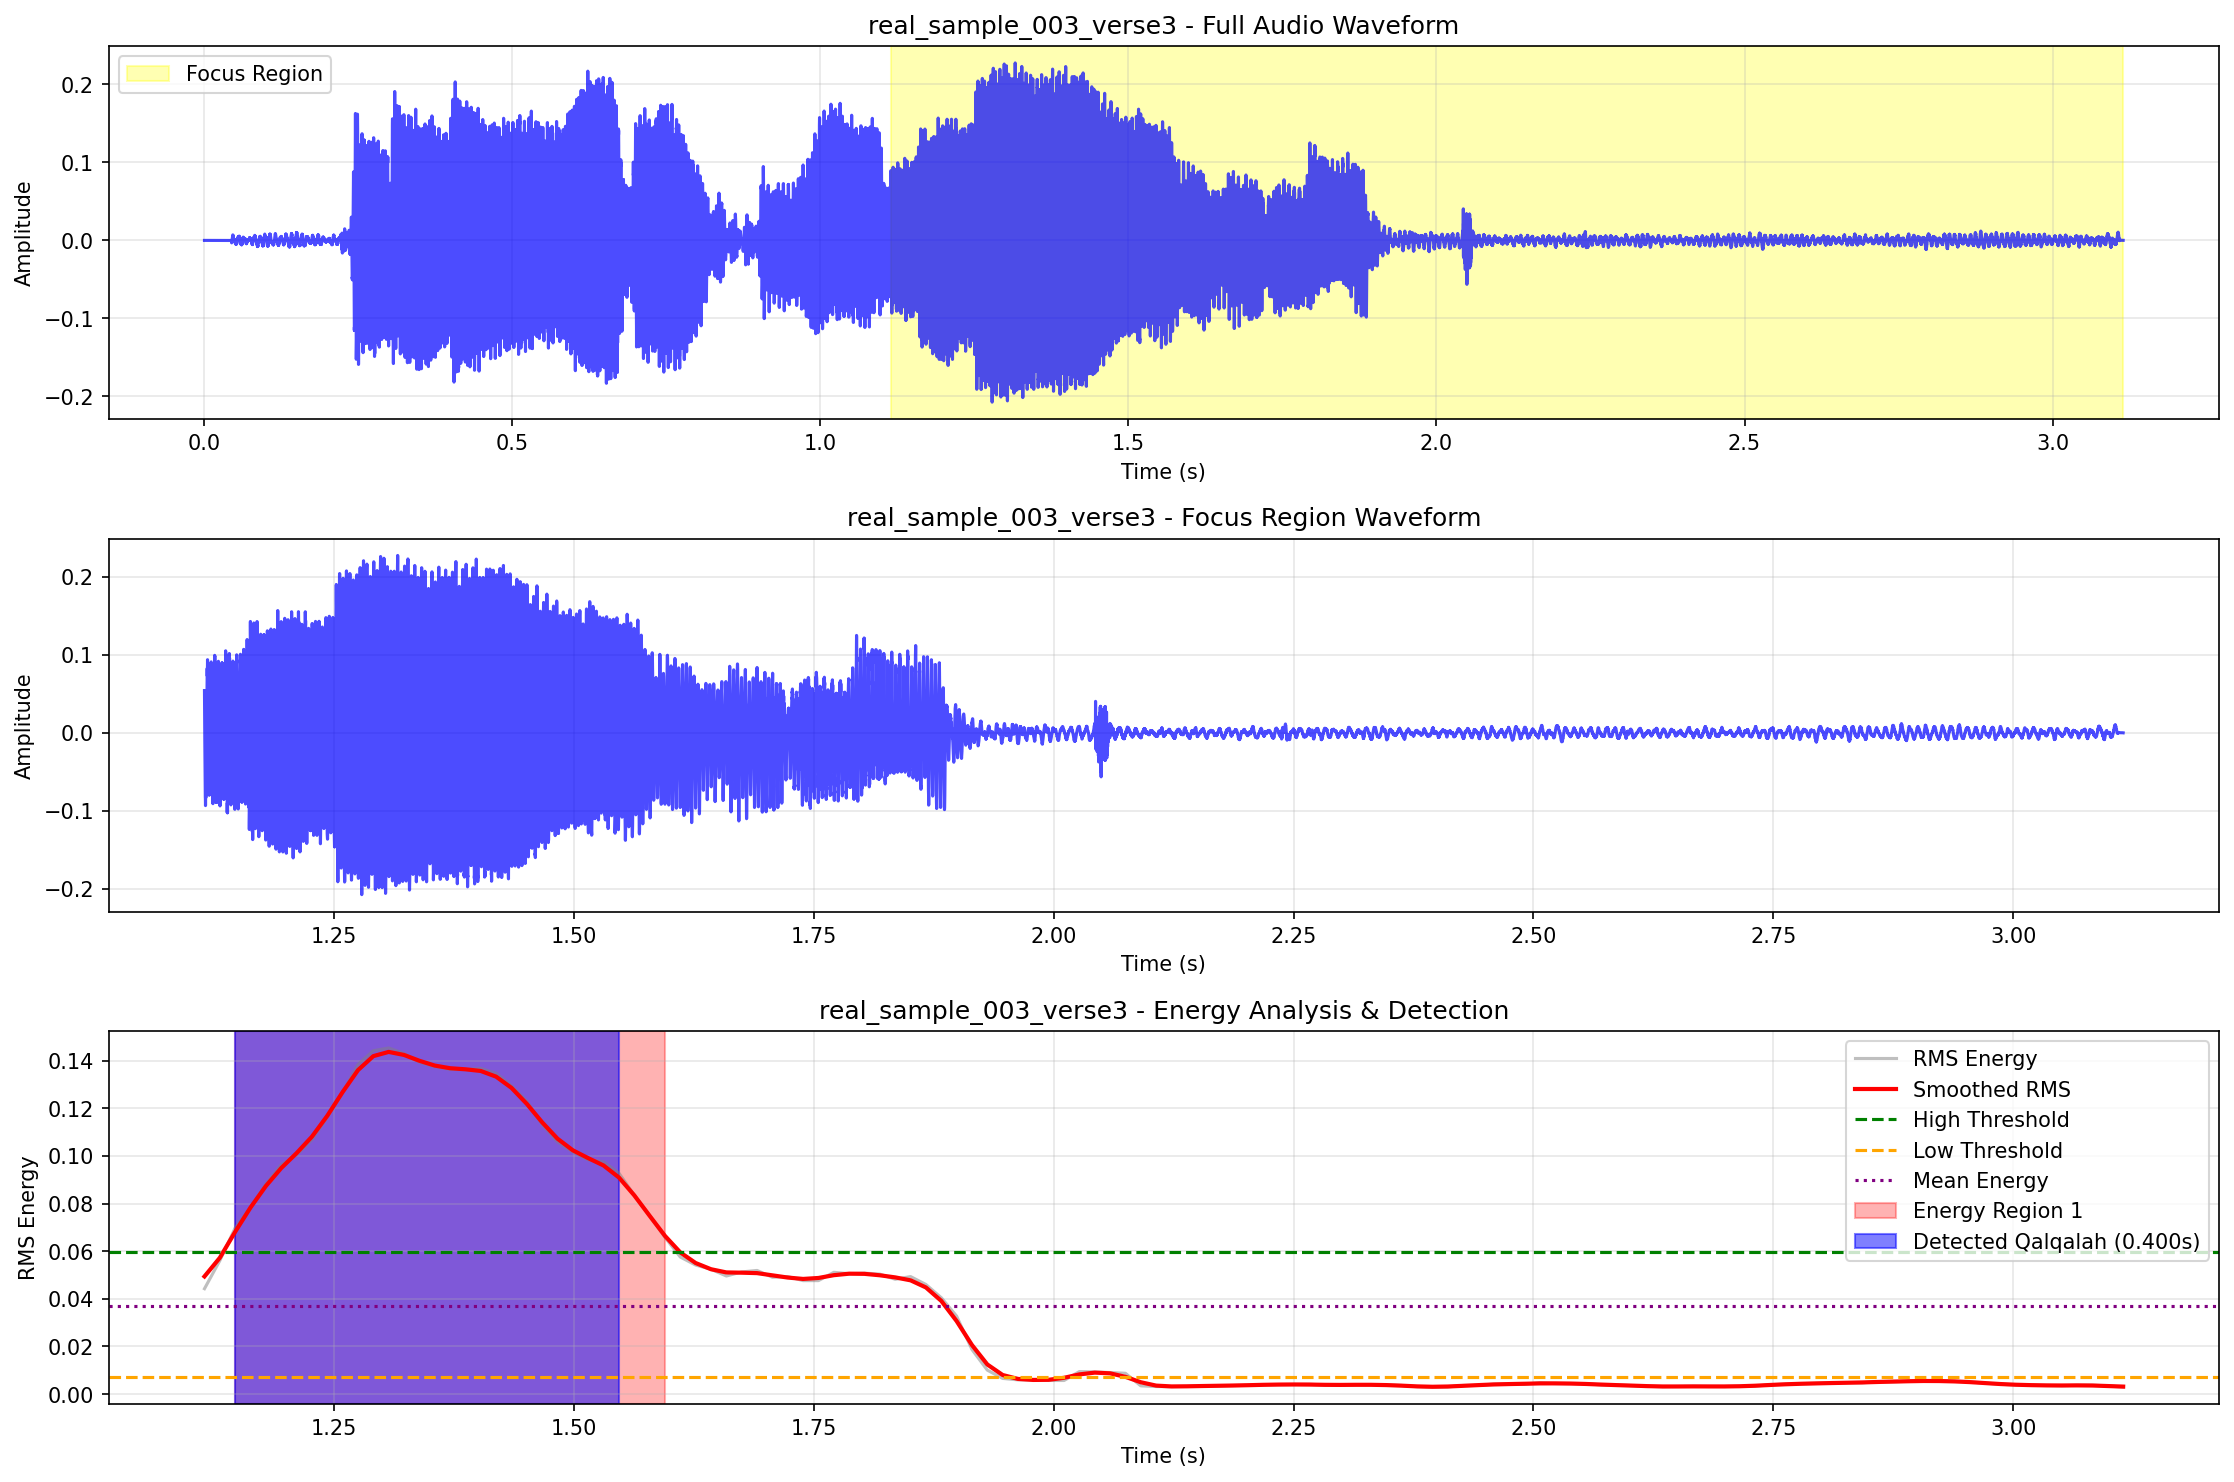 real_sample_003_verse3 - Full Audio Waveform
Focus Region
Amplitude
0.2
0.1
0.0
−0.1
−0.2
0.0 0.5 1.0 1.5 2.0 2.5 3.0
Time (s)
real_sample_003_verse3 - Focus Region Waveform
Amplitude
0.2
0.1
0.0
−0.1
−0.2
1.25 1.50 1.75 2.00 2.25 2.50 2.75 3.00
Time (s)
real_sample_003_verse3 - Energy Analysis & Detection
RMS Energy
0.14
0.12
0.10
0.08
0.06
0.04
0.02
0.00
RMS Energy
Smoothed RMS
High Threshold
Low Threshold
Mean Energy
Energy Region 1
Detected Qalqalah (0.400s)
1.25 1.50 1.75 2.00 2.25 2.50 2.75 3.00
Time (s)